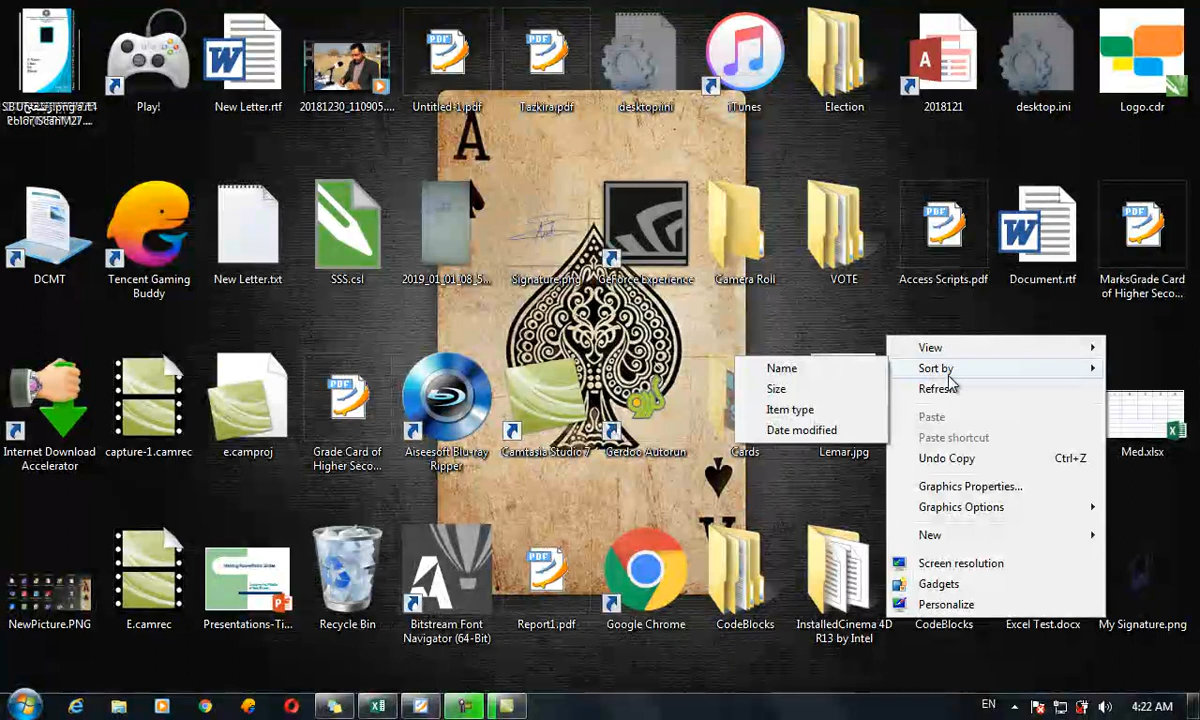 Play!
New Letter.rtf
20181230_110905....
Untitled-1.pdf
Tazkira.pdf
desktop.ini
iTunes
Election
2018121
desktop.ini
Logo.cdr
A
DCMT
Tencent Gaming
Buddy
New Letter.txt
SSS.csl
2019_01_01_08_5...
Signature.png
GeForce Experience
Camera Roll
VOTE
Access Scripts.pdf
Document.rtf
MarksGrade Card
of Higher Seco...
Internet Download
Accelerator
capture-1.camrec
e.camproj
Grade Card of
Higher Seco...
Aiseesoft Blu-ray
Ripper
Camtasia Studio 7
Gerdoo Autorun
Cards
Lemar.jpg
Med.xlsx
View
Sort by
Refresh
Paste
Paste shortcut
Undo Copy Ctrl+Z
Graphics Properties...
Graphics Options
New
Screen resolution
Gadgets
Personalize
Name
Size
Item type
Date modified
NewPicture.PNG
E.camrec
Presentations-Ti...
Recycle Bin
Bitstream Font
Navigator (64-Bit)
Report1.pdf
Google Chrome
CodeBlocks
InstalledCinema 4D
R13 by Intel
CodeBlocks
Excel Test.docx
My Signature.png
EN
4:22 AM